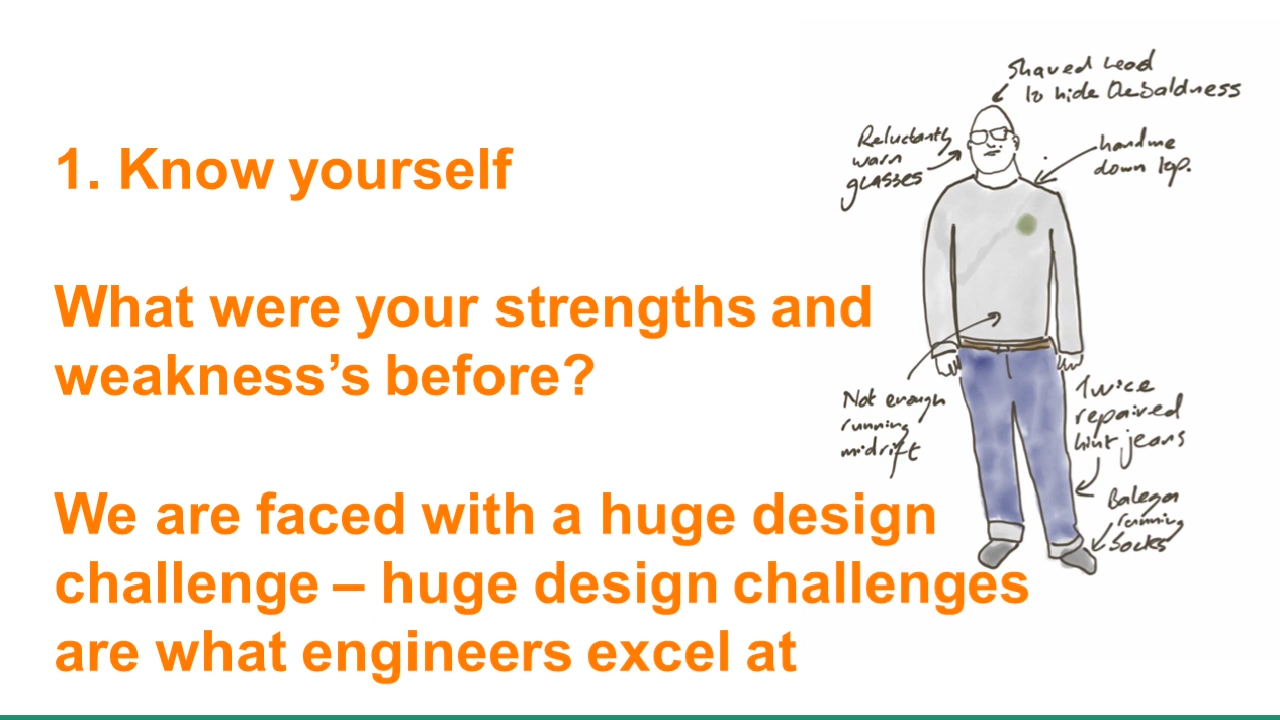 1. Know yourself
What were your strengths and
weakness’s before?
We are faced with a huge design
challenge – huge design challenges
are what engineers excel at
Shaved head
to hide the baldness
Reluctantly
warn
glasses
hand me
down top.
Not enough
running
midrift
Twice
repaired
jeans
running
socks